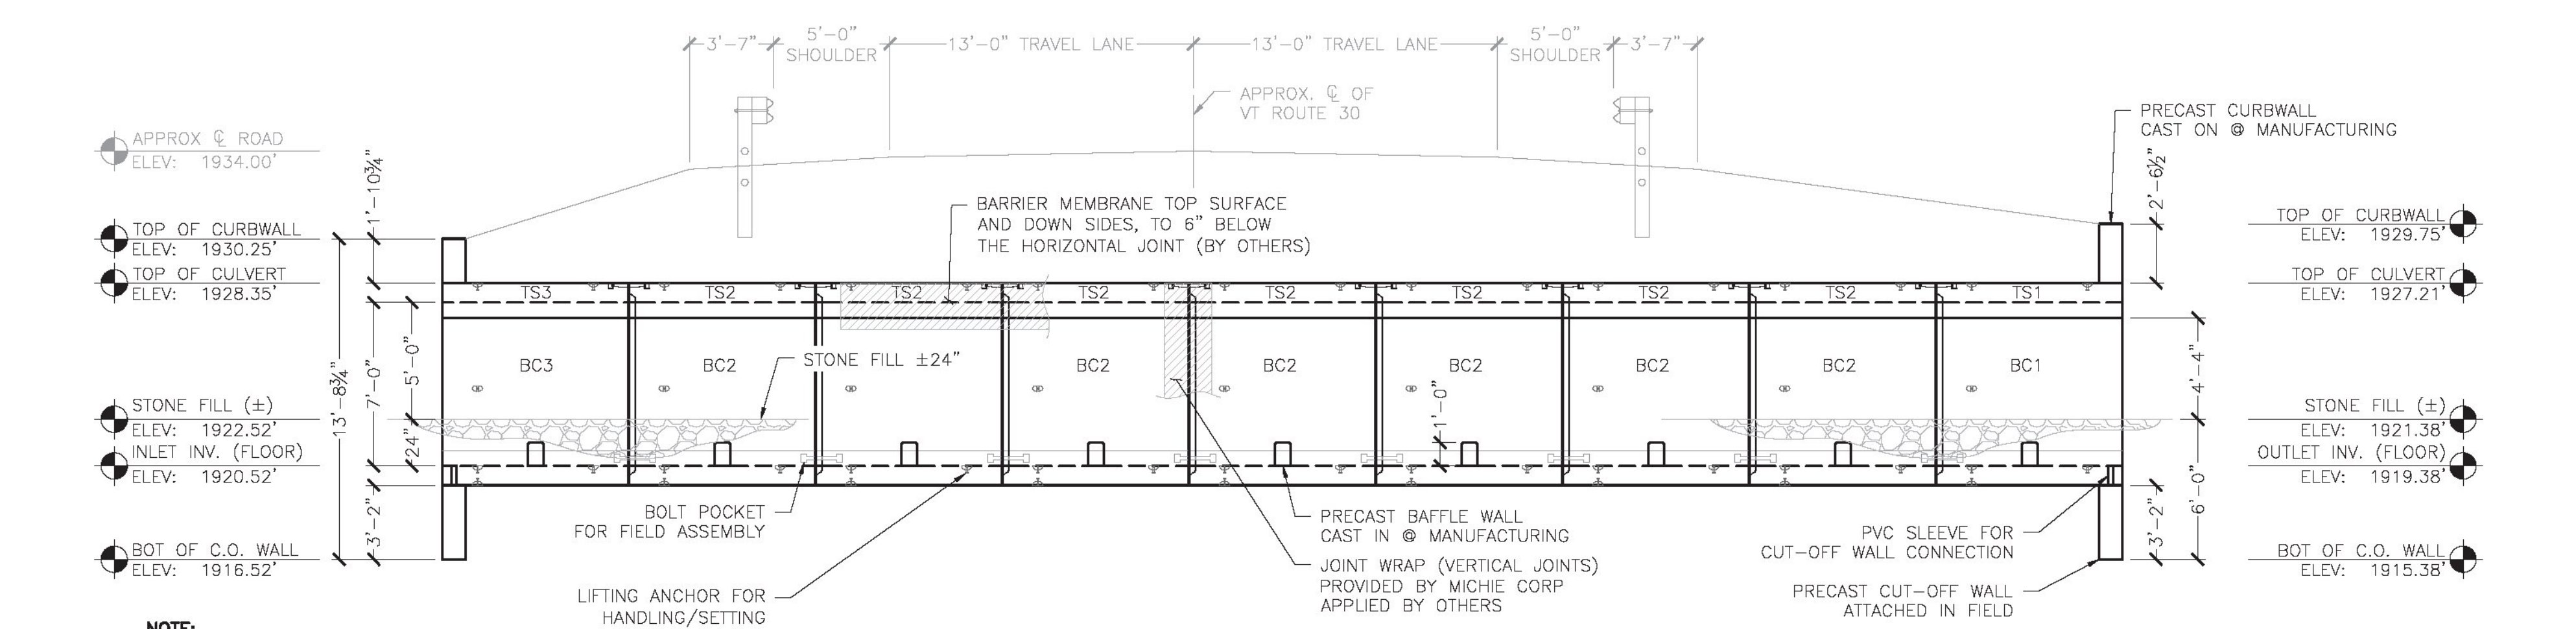 3'-7" 5'-0" SHOULDER 13'-0" TRAVEL LANE 13'-0" TRAVEL LANE 5'-0" SHOULDER 3'-7"
APPROX. ℄ OF
VT ROUTE 30
PRECAST CURBWALL
CAST ON @ MANUFACTURING
APPROX ℄ ROAD
ELEV: 1934.00'
1'-10¾"
2'-6½"
BARRIER MEMBRANE TOP SURFACE
AND DOWN SIDES, TO 6" BELOW
THE HORIZONTAL JOINT (BY OTHERS)
TOP OF CURBWALL
ELEV: 1930.25'
TOP OF CULVERT
ELEV: 1928.35'
TOP OF CURBWALL
ELEV: 1929.75'
TOP OF CULVERT
ELEV: 1927.21'
TS3 TS2 TS2 TS2 TS2 TS2 TS2 TS2 TS1
13'-8¾"
7'-0"
5'-0"
24"
3'-2"
STONE FILL ±24"
BC3 BC2 BC2 BC2 BC2 BC2 BC2 BC1
1'-0"
4'-4"
6'-0"
3'-2"
STONE FILL (±)
ELEV: 1922.52'
INLET INV. (FLOOR)
ELEV: 1920.52'
STONE FILL (±)
ELEV: 1921.38'
OUTLET INV. (FLOOR)
ELEV: 1919.38'
BOLT POCKET
FOR FIELD ASSEMBLY
PRECAST BAFFLE WALL
CAST IN @ MANUFACTURING
PVC SLEEVE FOR
CUT-OFF WALL CONNECTION
BOT OF C.O. WALL
ELEV: 1916.52'
JOINT WRAP (VERTICAL JOINTS)
PROVIDED BY MICHIE CORP
APPLIED BY OTHERS
BOT OF C.O. WALL
ELEV: 1915.38'
LIFTING ANCHOR FOR
HANDLING/SETTING
PRECAST CUT-OFF WALL
ATTACHED IN FIELD
NOTE: